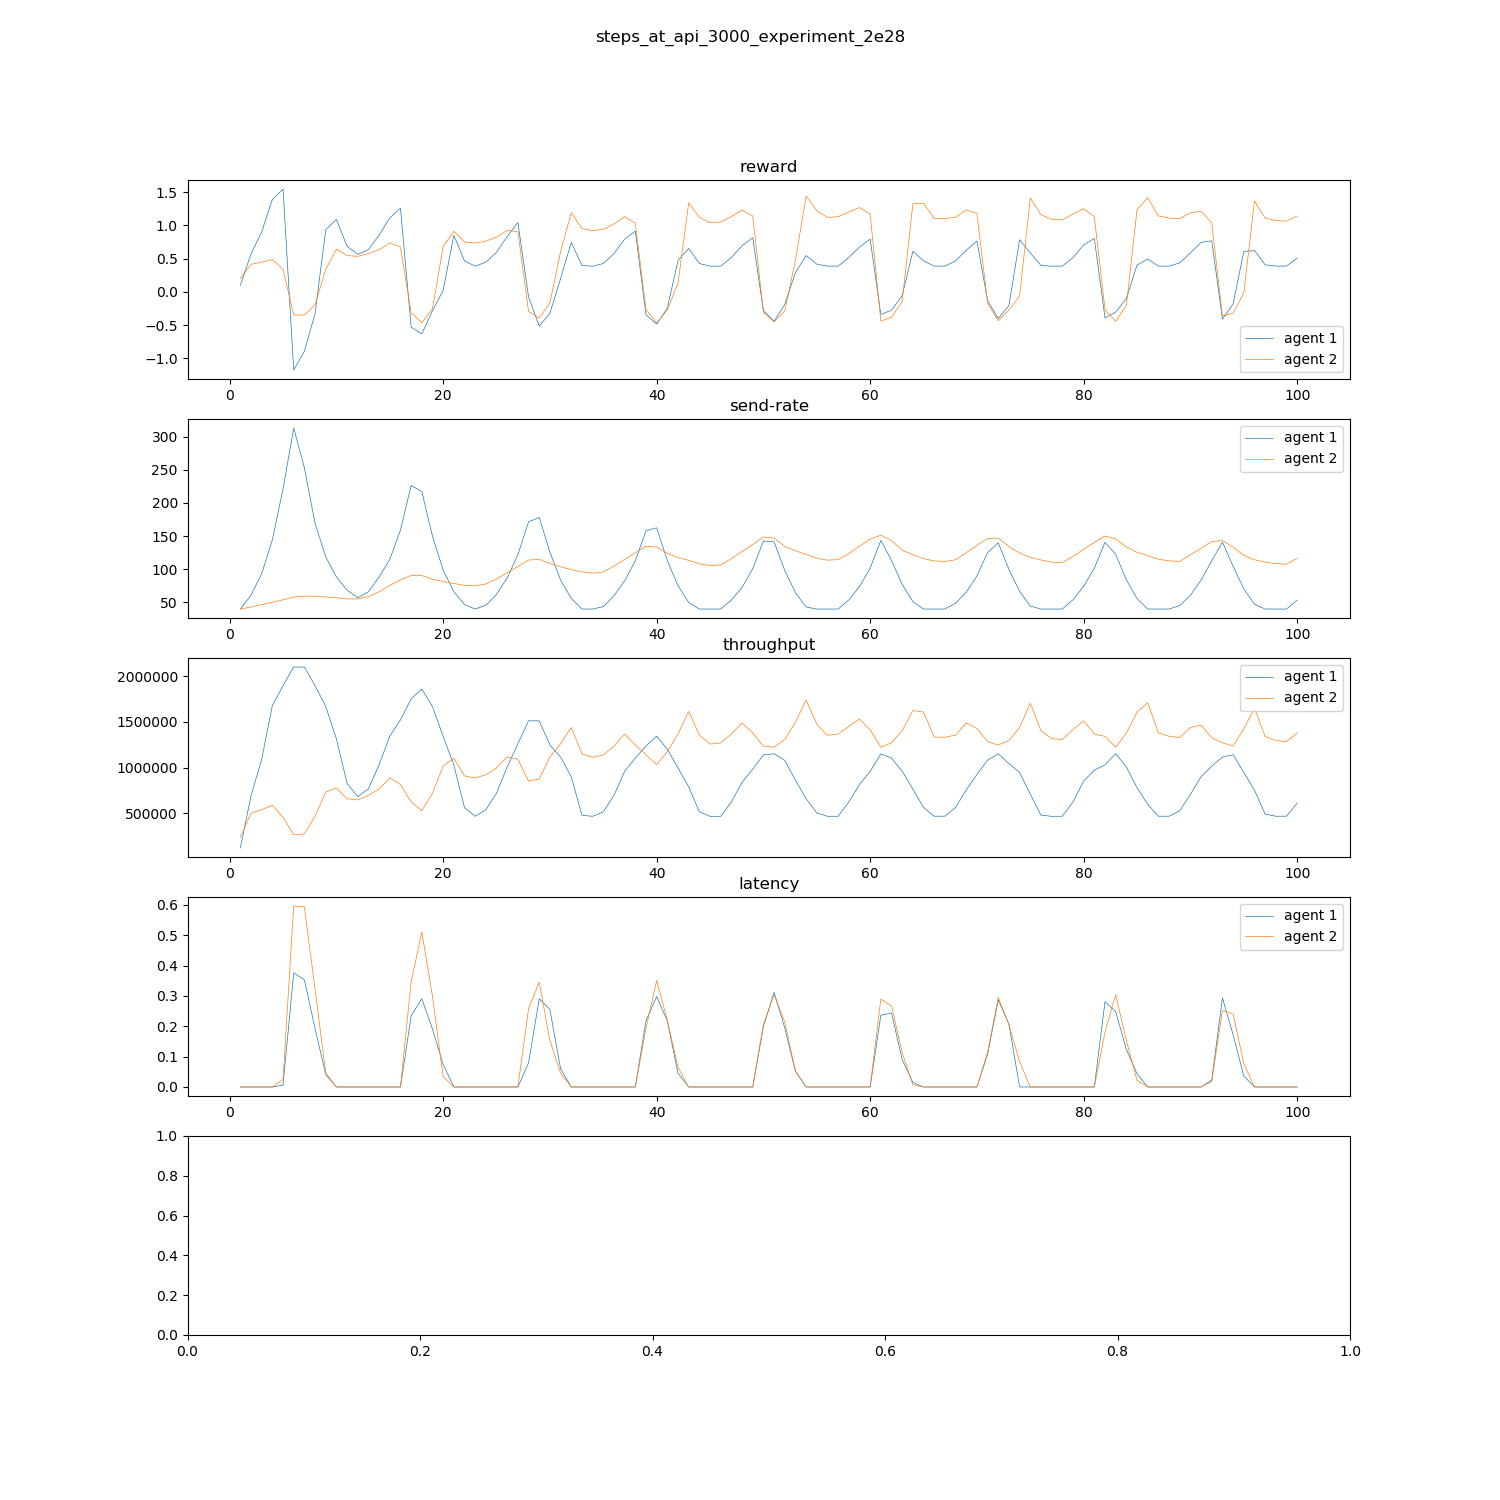 steps_at_api_3000_experiment_2e28
reward
1.5
1.0
0.5
0.0
−0.5
−1.0
agent 1
agent 2
0 20 40 60 80 100
send-rate
300
250
200
150
100
50
agent 1
agent 2
0 20 40 60 80 100
throughput
2000000
1500000
1000000
500000
agent 1
agent 2
0 20 40 60 80 100
latency
0.6
0.5
0.4
0.3
0.2
0.1
0.0
agent 1
agent 2
0 20 40 60 80 100
1.0
0.8
0.6
0.4
0.2
0.0
0.0 0.2 0.4 0.6 0.8 1.0